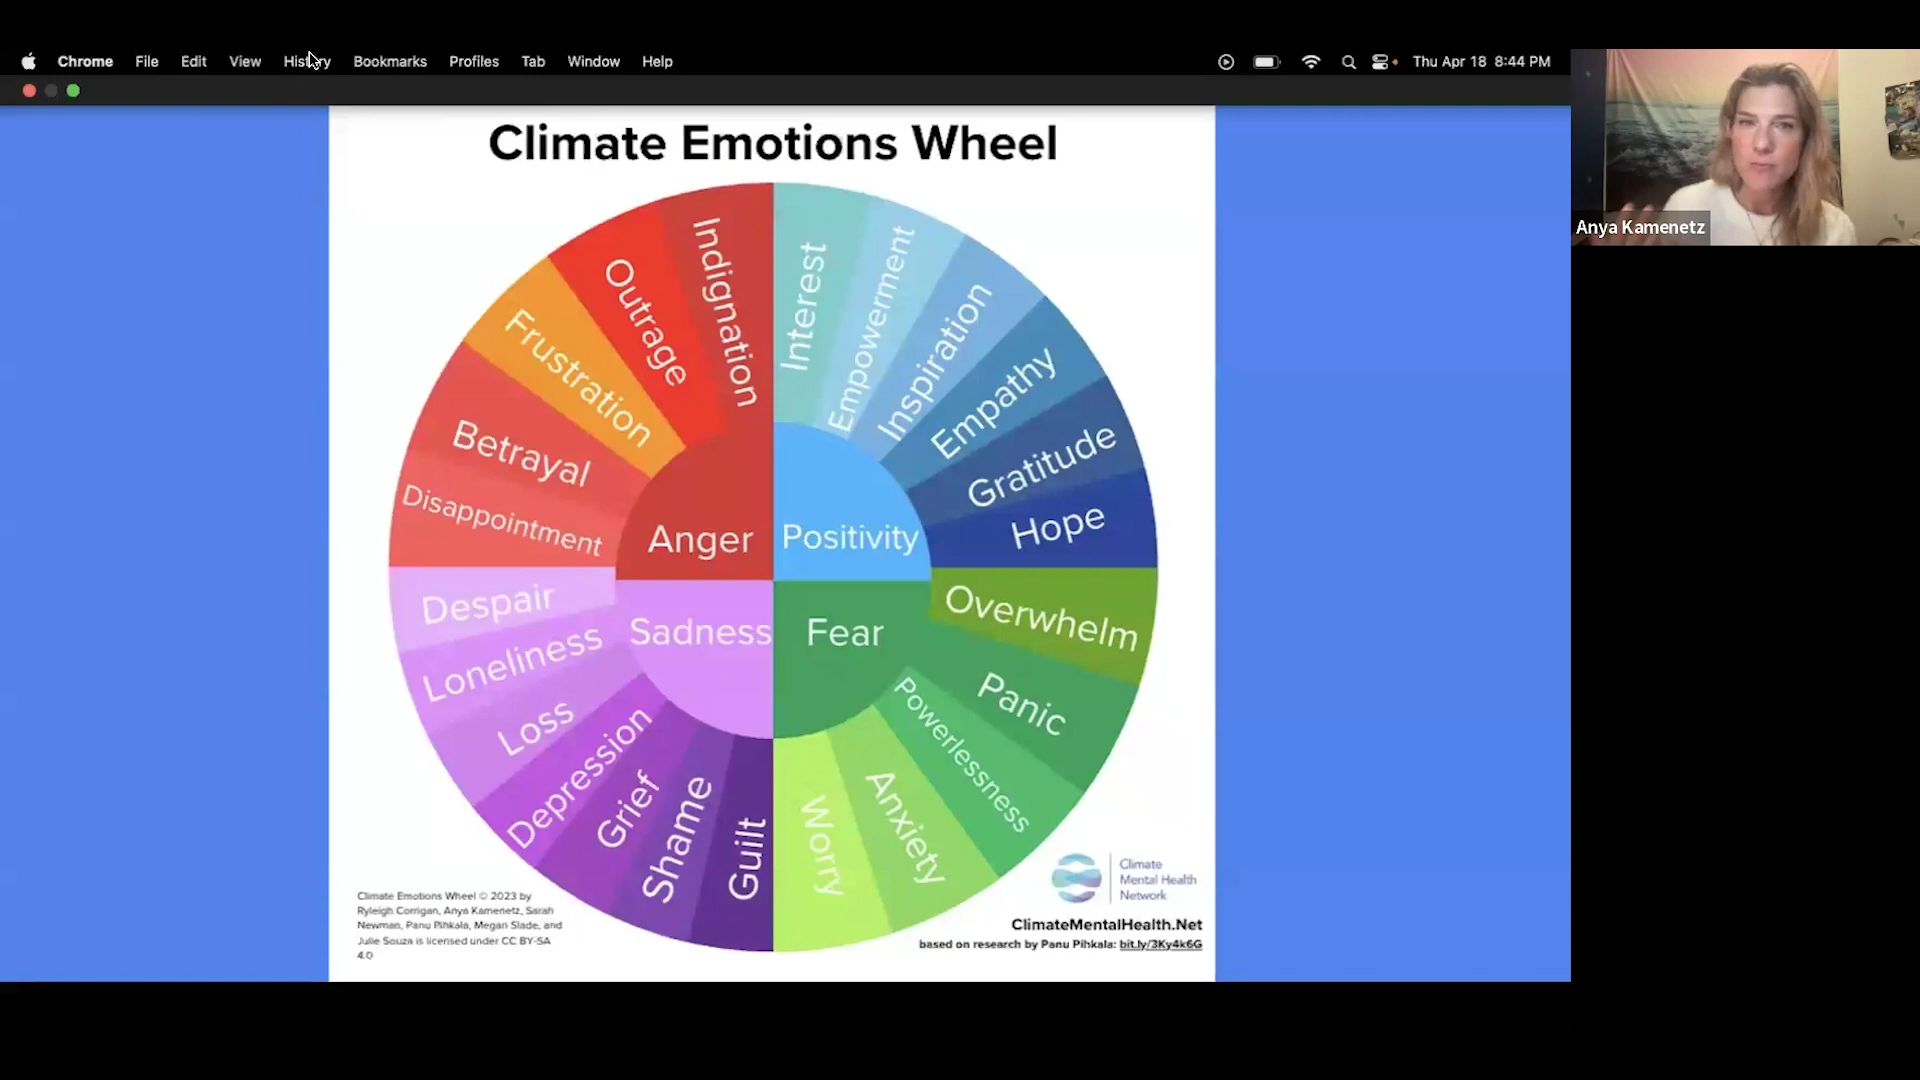 Chrome File Edit View History Bookmarks Profiles Tab Window Help
Thu Apr 18 8:44 PM
Anya Kamenetz
Climate Emotions Wheel
Indignation
Outrage
Frustration
Betrayal
Disappointment
Anger
Interest
Empowerment
Inspiration
Empathy
Gratitude
Hope
Positivity
Despair
Loneliness
Loss
Depression
Grief
Shame
Guilt
Sadness
Overwhelm
Panic
Powerlessness
Anxiety
Worry
Fear
Climate Emotions Wheel © 2023 by
Ryleigh Corrigan, Anya Kamenetz, Sarah
Newman, Panu Pihkala, Megan Slade, and
Julie Souza is licensed under CC BY-SA
4.0
Climate
Mental Health
Network
ClimateMentalHealth.Net
based on research by Panu Pihkala: bit.ly/3Ky4k6G